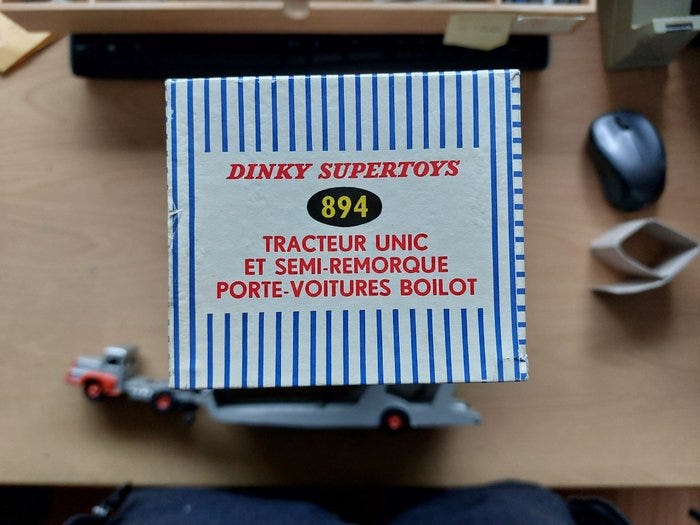 DINKY SUPERTOYS
894
TRACTEUR UNIC
ET SEMI-REMORQUE
PORTE-VOITURES BOILOT